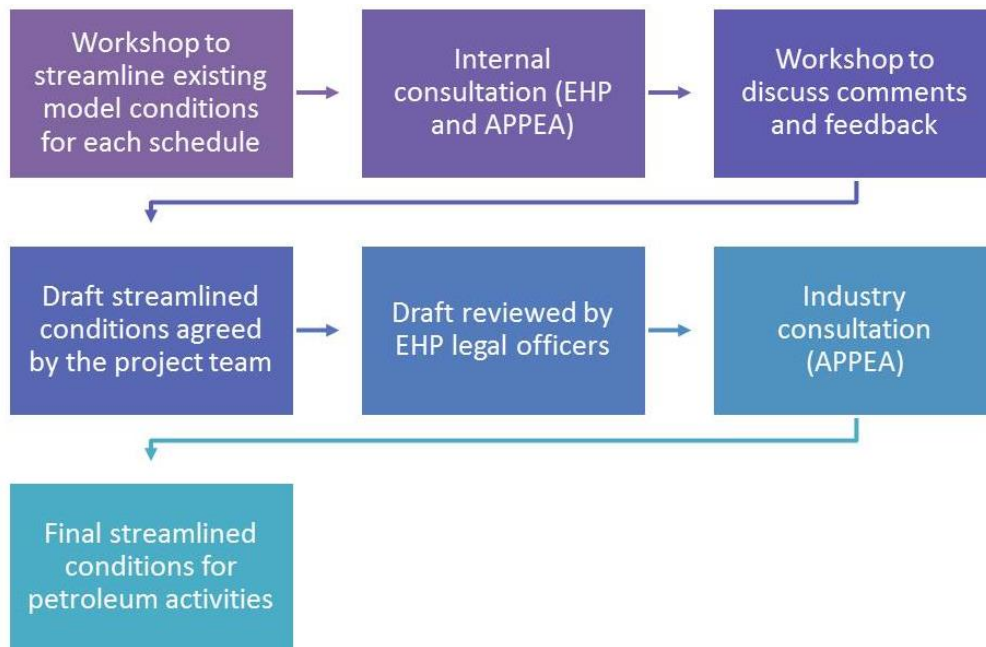 Workshop to
streamline existing
model conditions
for each schedule
Internal
consultation (EHP
and APPEA)
Workshop to
discuss comments
and feedback
Draft streamlined
conditions agreed
by the project team
Draft reviewed by
EHP legal officers
Industry
consultation
(APPEA)
Final streamlined
conditions for
petroleum activities